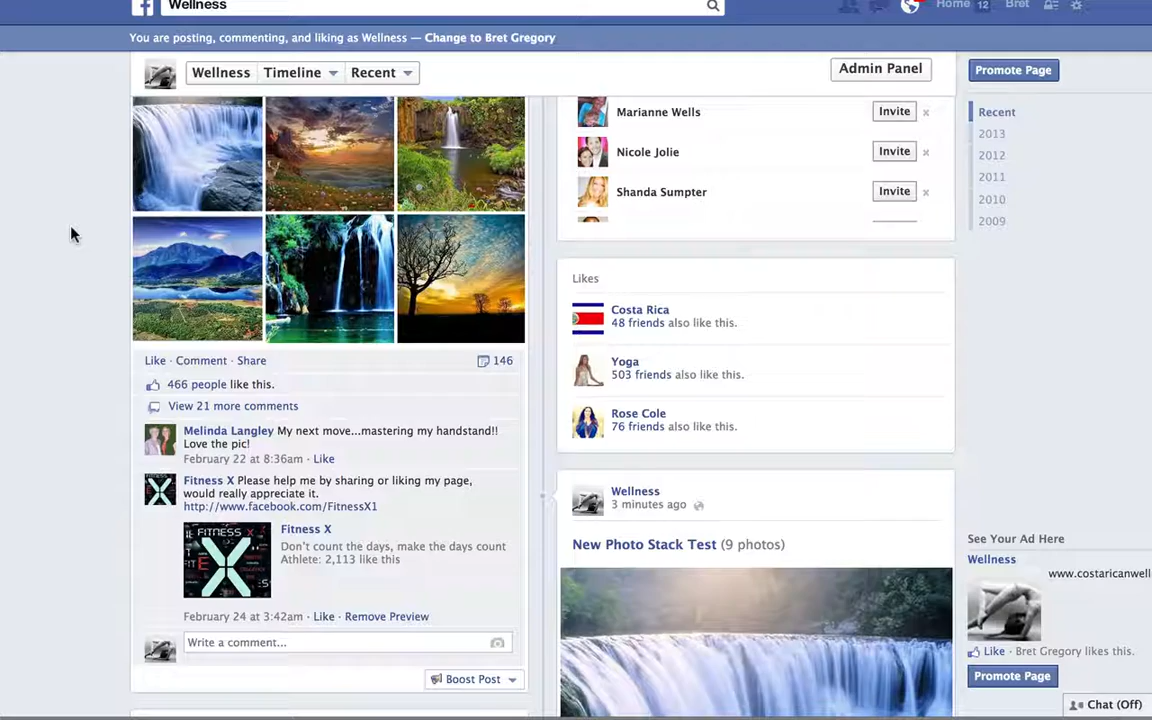 Wellness
Home 12 Bret
You are posting, commenting, and liking as Wellness — Change to Bret Gregory
Wellness Timeline Recent
Admin Panel
Promote Page
Recent
2013
2012
2011
2010
2009
Like · Comment · Share 146
466 people like this.
View 21 more comments
Melinda Langley My next move...mastering my handstand!!
Love the pic!
February 22 at 8:36am · Like
Fitness X Please help me by sharing or liking my page,
would really appreciate it.
http://www.facebook.com/FitnessX1
FITNESS X
Fitness X
Don't count the days, make the days count
Athlete: 2,113 like this
February 24 at 3:42am · Like · Remove Preview
Write a comment...
Boost Post
Marianne Wells Invite ×
Nicole Jolie Invite ×
Shanda Sumpter Invite ×
Likes
Costa Rica
48 friends also like this.
Yoga
503 friends also like this.
Rose Cole
76 friends also like this.
Wellness
3 minutes ago
New Photo Stack Test (9 photos)
See Your Ad Here
Wellness
www.costaricanwell
Like · Bret Gregory likes this.
Promote Page
Chat (Off)